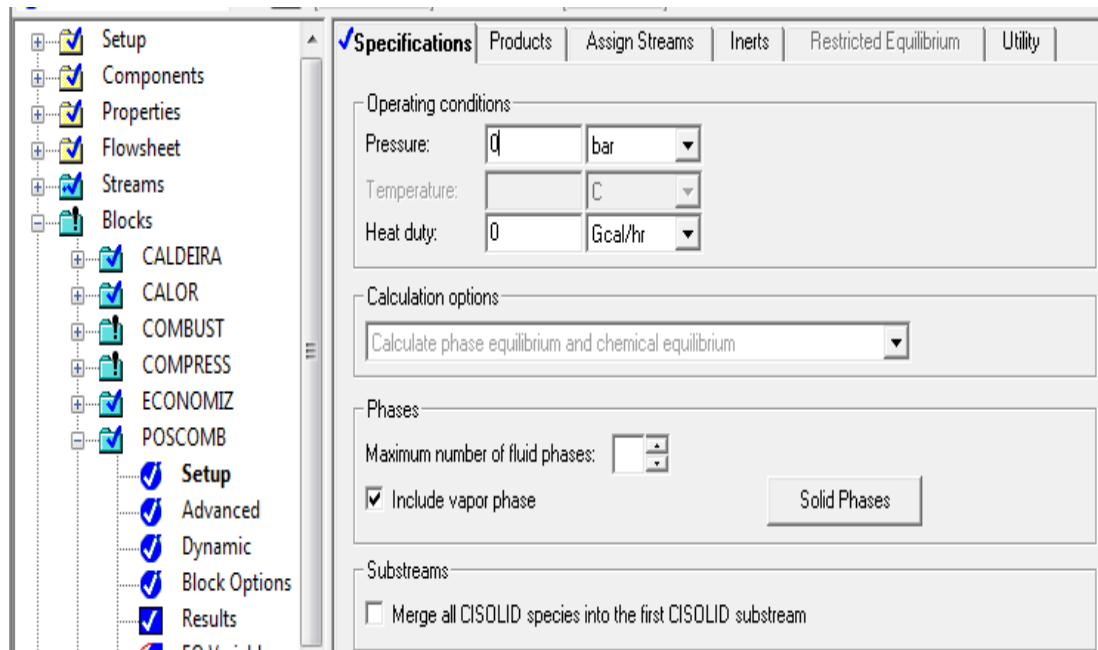 Setup
Components
Properties
Flowsheet
Streams
Blocks
CALDEIRA
CALOR
COMBUST
COMPRESS
ECONOMIZ
POSCOMB
Setup
Advanced
Dynamic
Block Options
Results
Specifications Products Assign Streams Inerts Restricted Equilibrium Utility
Operating conditions
Pressure: 0 bar
Temperature: C
Heat duty: 0 Gcal/hr
Calculation options
Calculate phase equilibrium and chemical equilibrium
Phases
Maximum number of fluid phases:
Include vapor phase Solid Phases
Substreams
Merge all CISOLID species into the first CISOLID substream